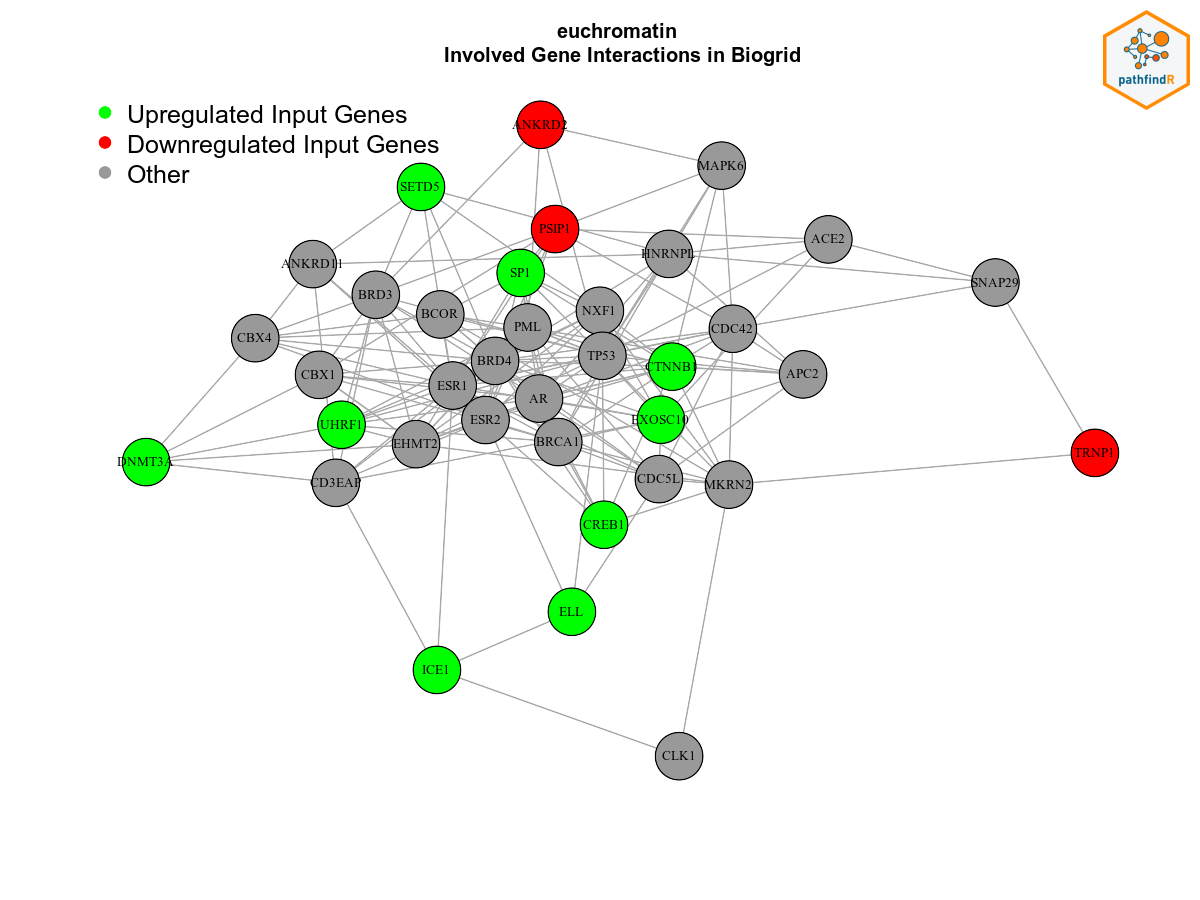 euchromatin
Involved Gene Interactions in Biogrid
pathfindR
Upregulated Input Genes
Downregulated Input Genes
Other
ANKRD2
MAPK6
SETD5
PSIP1
ACE2
HNRNPL
ANKRD11
SP1
SNAP29
BRD3
NXF1
BCOR
PML
CDC42
CBX4
TP53
BRD4
CTNNB1
CBX1
APC2
ESR1
AR
ESR2
EXOSC10
UHRF1
BRCA1
EHMT2
TRNP1
DNMT3A
CDC5L
CD3EAP
MKRN2
CREB1
ELL
ICE1
CLK1